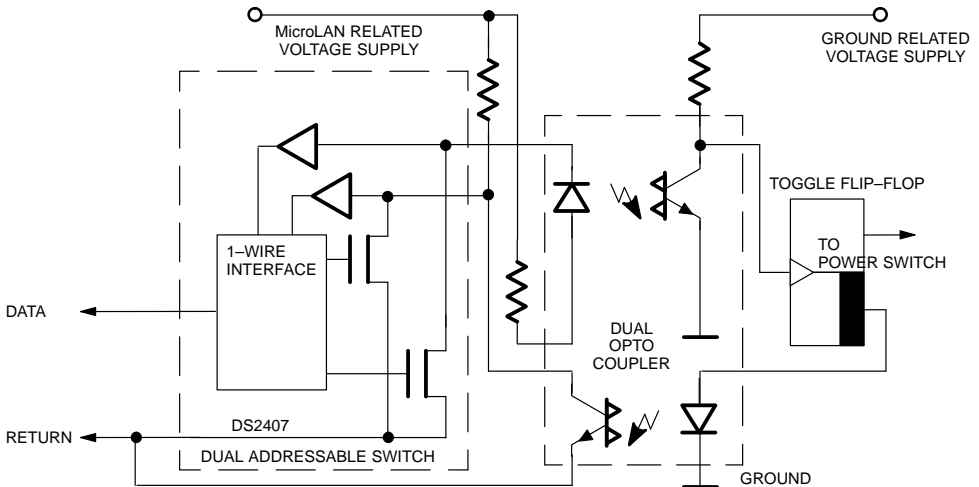 MicroLAN RELATED
VOLTAGE SUPPLY
GROUND RELATED
VOLTAGE SUPPLY
TOGGLE FLIP–FLOP
1–WIRE
INTERFACE
TO
POWER SWITCH
DATA
DUAL
OPTO
COUPLER
RETURN
DS2407
DUAL ADDRESSABLE SWITCH
GROUND